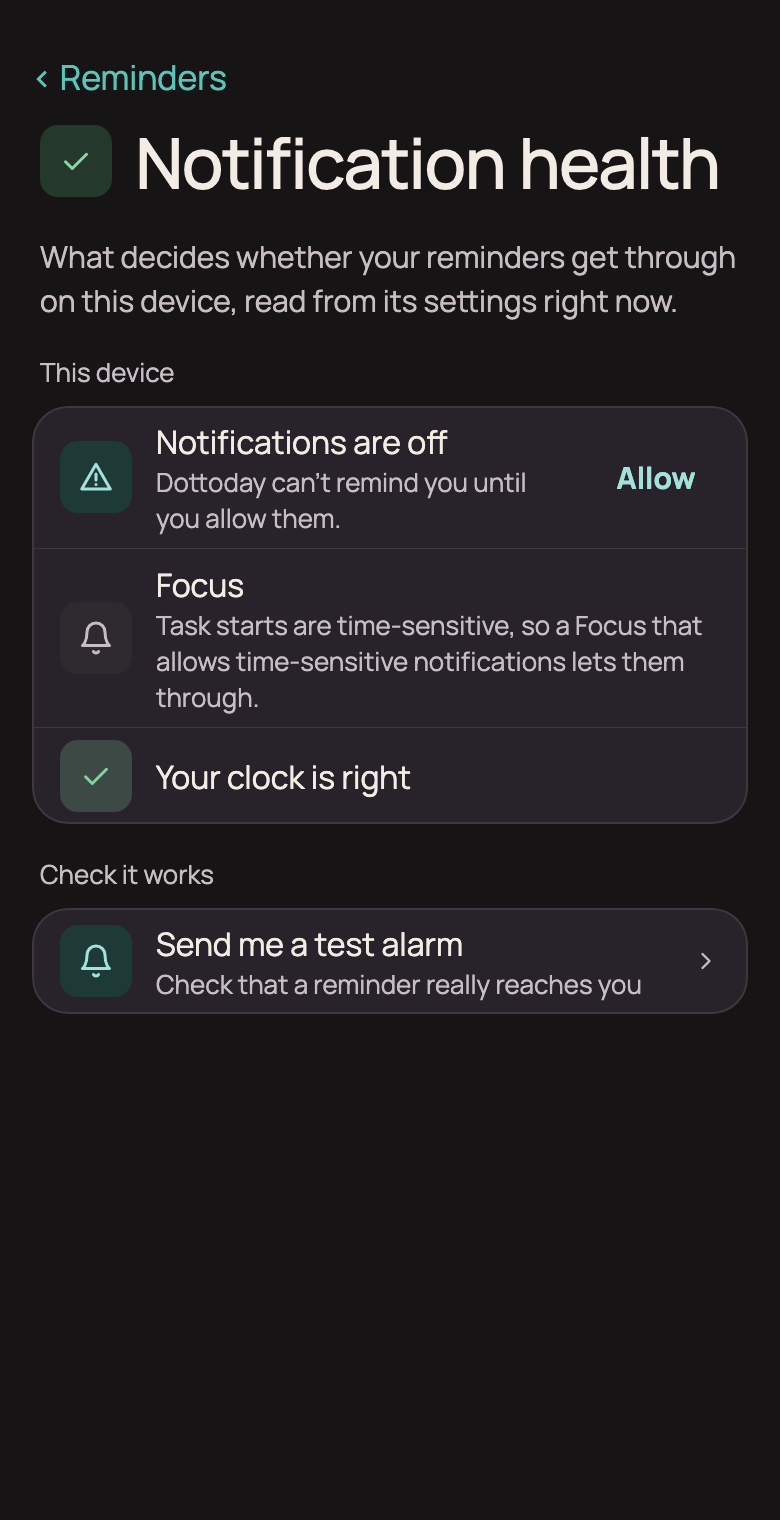 Reminders
Notification health
What decides whether your reminders get through
on this device, read from its settings right now.
This device
Notifications are off
Dottoday can’t remind you until
you allow them.
Allow
Focus
Task starts are time-sensitive, so a Focus that
allows time-sensitive notifications lets them
through.
Your clock is right
Check it works
Send me a test alarm
Check that a reminder really reaches you